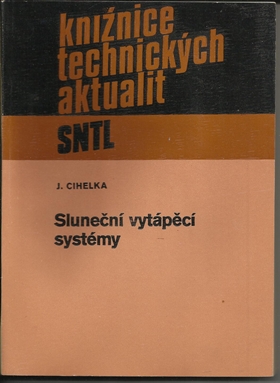 knižnice
technických
aktualit
SNTL
J. CIHELKA
Sluneční vytápěcí
systémy